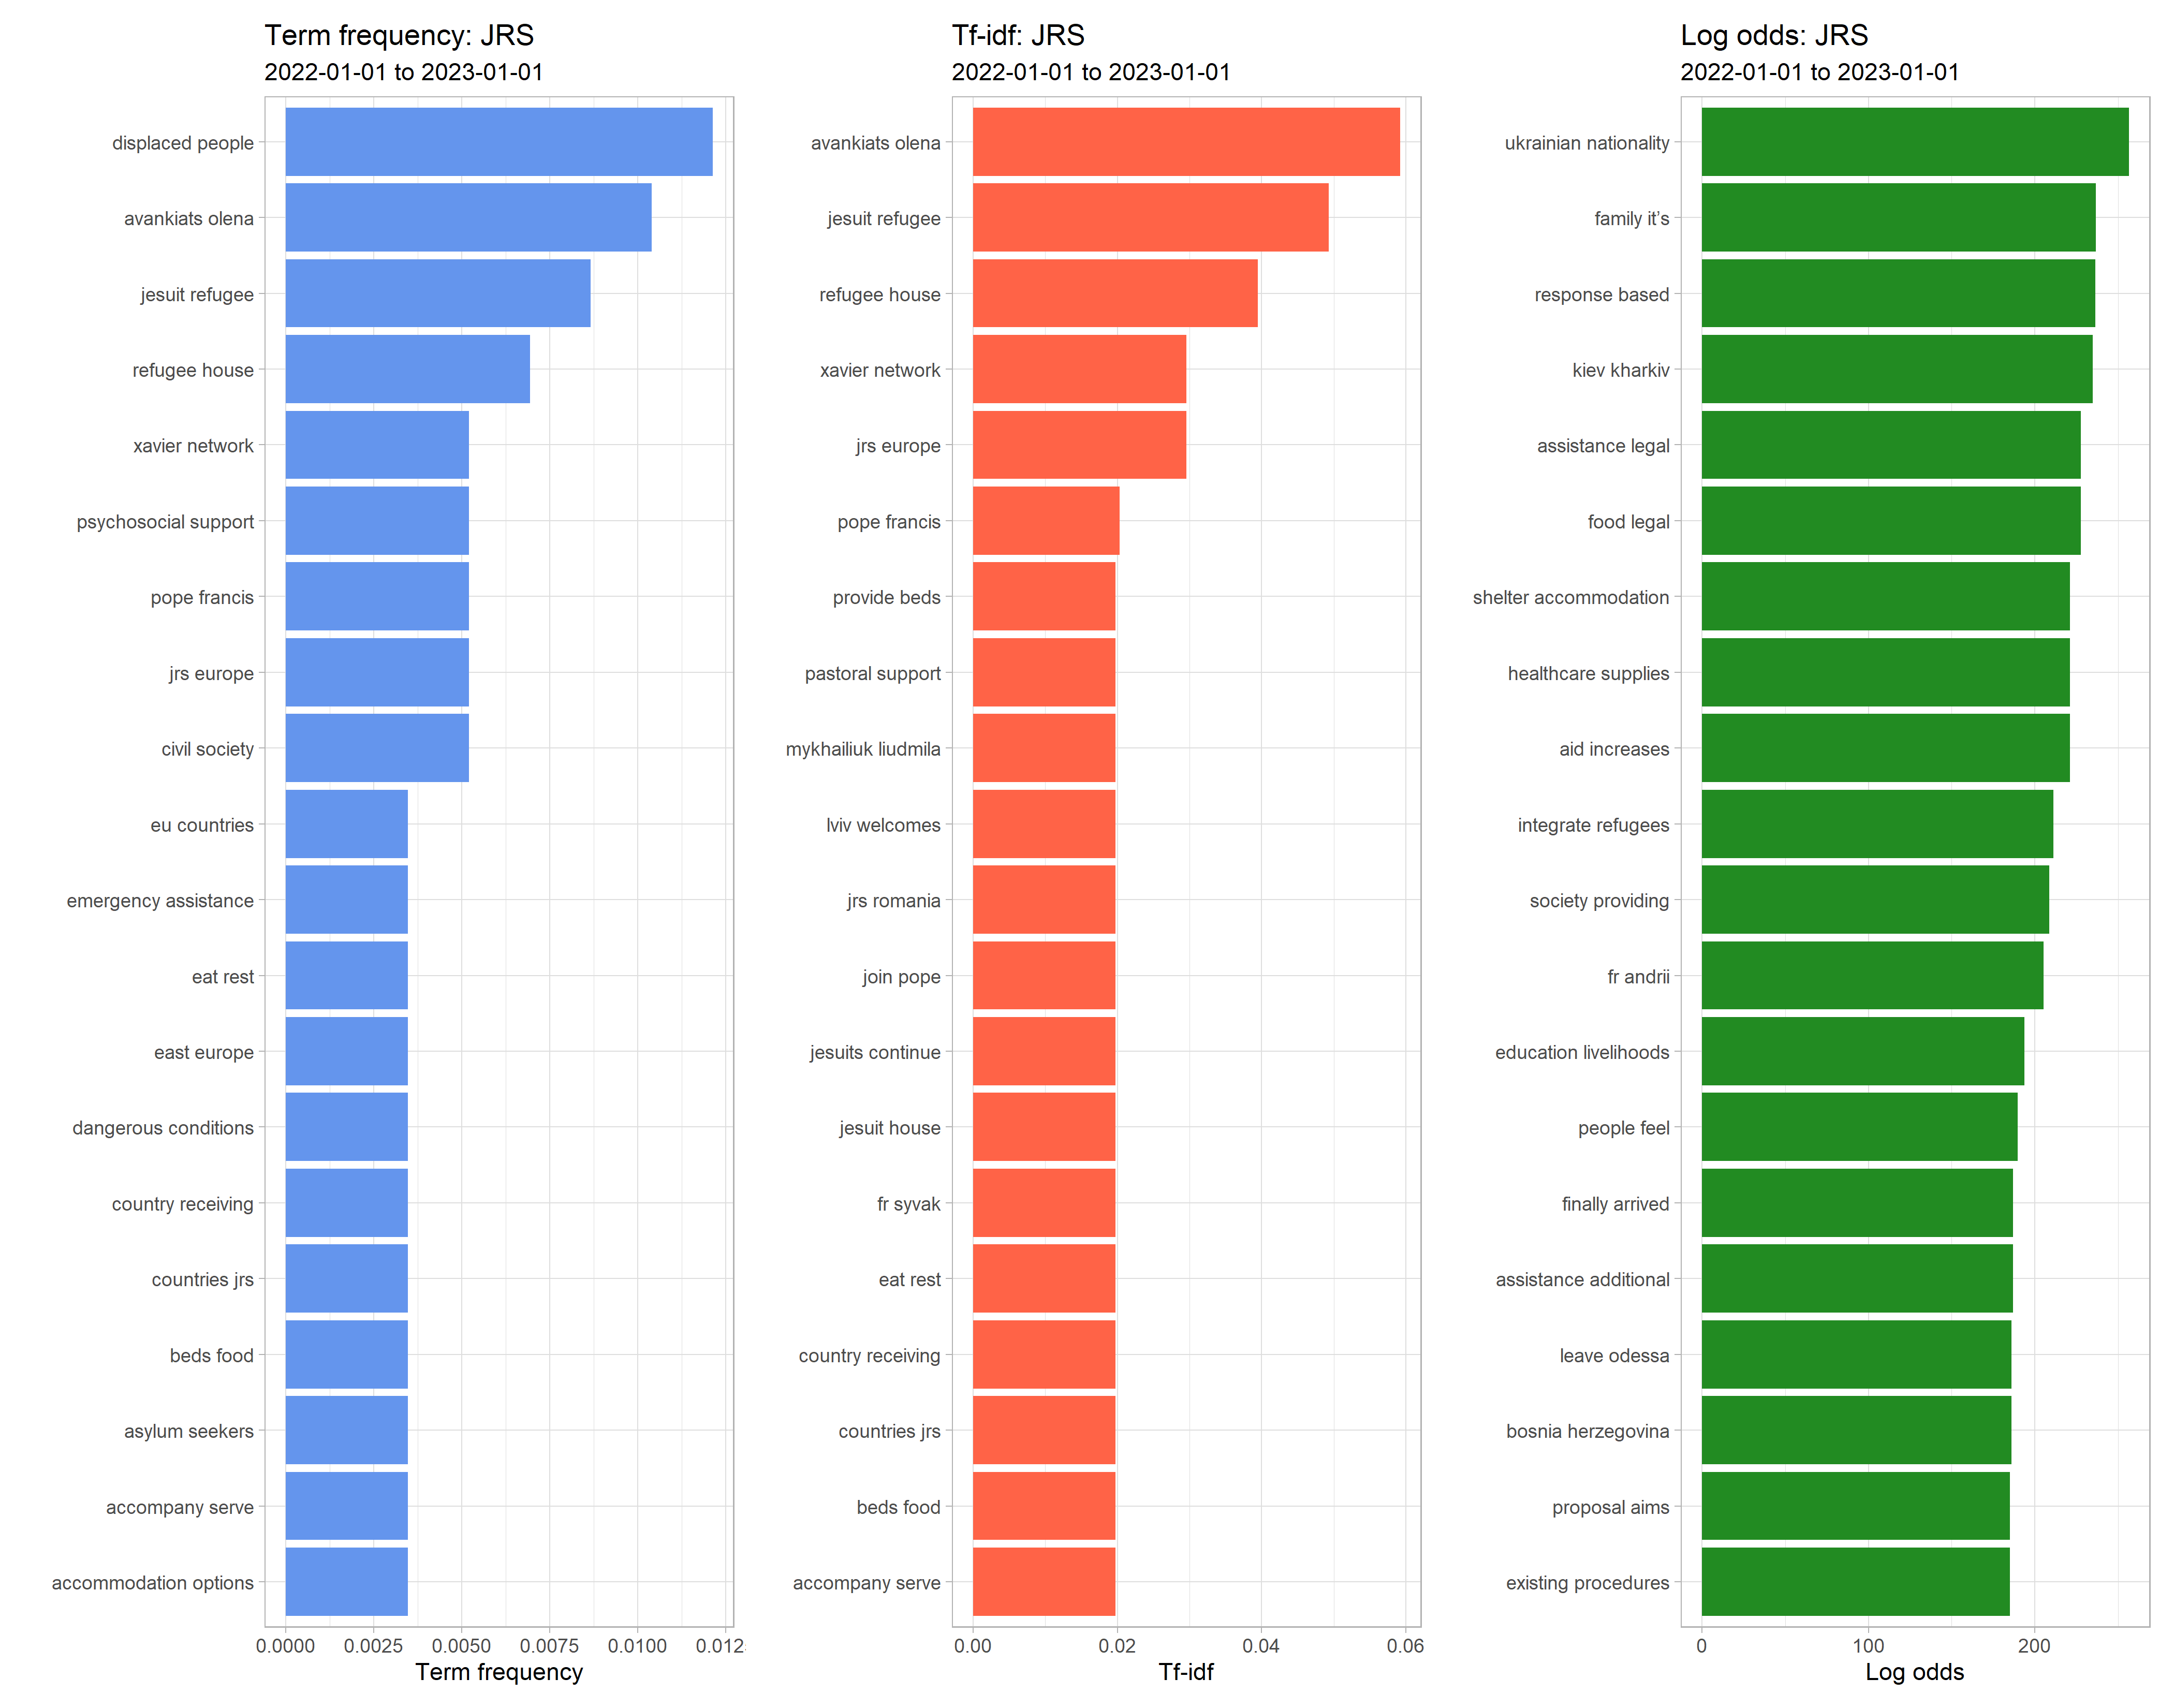 Term frequency: JRS
2022-01-01 to 2023-01-01
displaced people
avankiats olena
jesuit refugee
refugee house
xavier network
psychosocial support
pope francis
jrs europe
civil society
eu countries
emergency assistance
eat rest
east europe
dangerous conditions
country receiving
countries jrs
beds food
asylum seekers
accompany serve
accommodation options
0.0000 0.0025 0.0050 0.0075 0.0100 0.012
Term frequency
Tf-idf: JRS
2022-01-01 to 2023-01-01
avankiats olena
jesuit refugee
refugee house
xavier network
jrs europe
pope francis
provide beds
pastoral support
mykhailiuk liudmila
lviv welcomes
jrs romania
join pope
jesuits continue
jesuit house
fr syvak
eat rest
country receiving
countries jrs
beds food
accompany serve
0.00 0.02 0.04 0.06
Tf-idf
Log odds: JRS
2022-01-01 to 2023-01-01
ukrainian nationality
family it’s
response based
kiev kharkiv
assistance legal
food legal
shelter accommodation
healthcare supplies
aid increases
integrate refugees
society providing
fr andrii
education livelihoods
people feel
finally arrived
assistance additional
leave odessa
bosnia herzegovina
proposal aims
existing procedures
0 100 200
Log odds